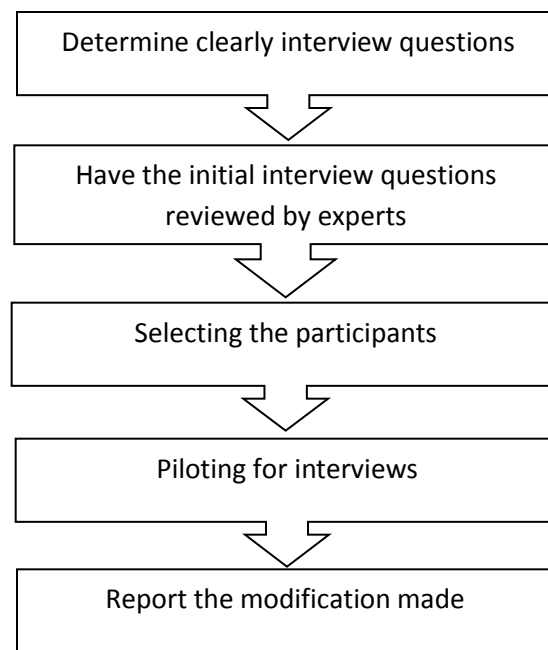 Determine clearly interview questions
Have the initial interview questions
reviewed by experts
Selecting the participants
Piloting for interviews
Report the modification made